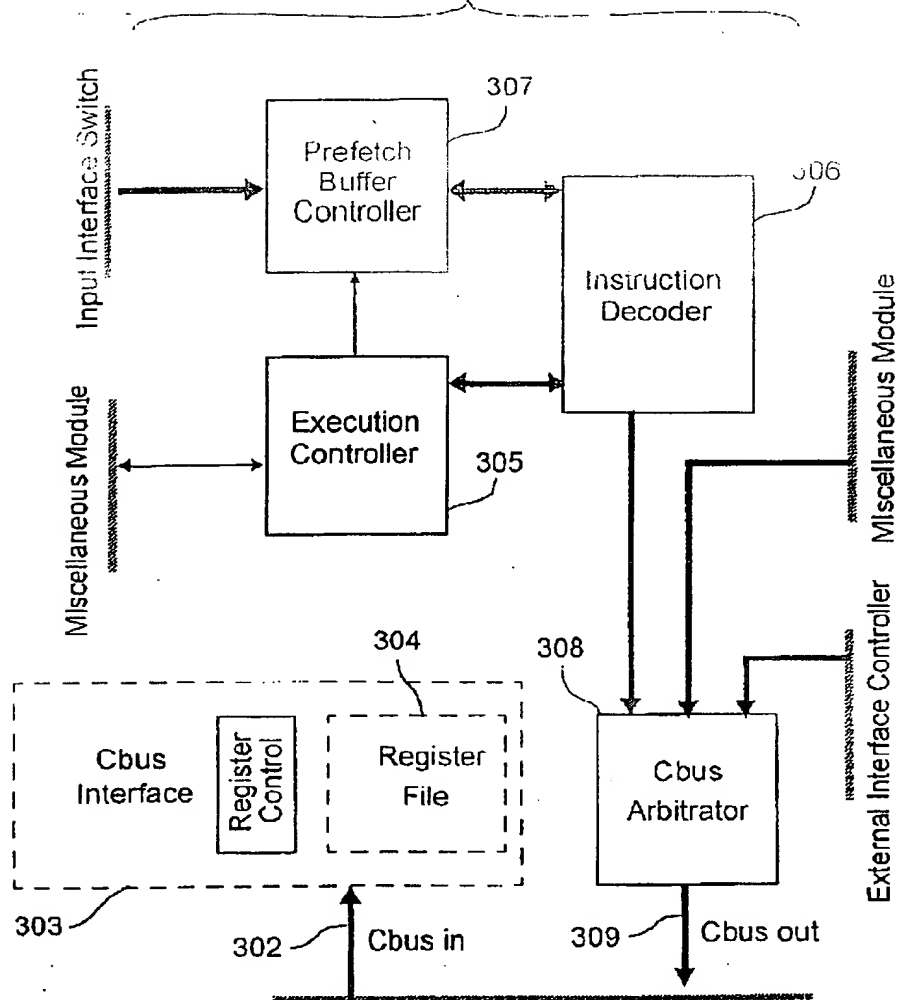 307
Input Interface Switch
Prefetch
Buffer
Controller
306
Instruction
Decoder
Miscellaneous Module
Execution
Controller
305
Miscellaneous Module
304
308
External Interface Controller
Cbus
Interface
Register
Control
Register
File
Cbus
Arbitrator
303
302
Cbus in
309
Cbus out